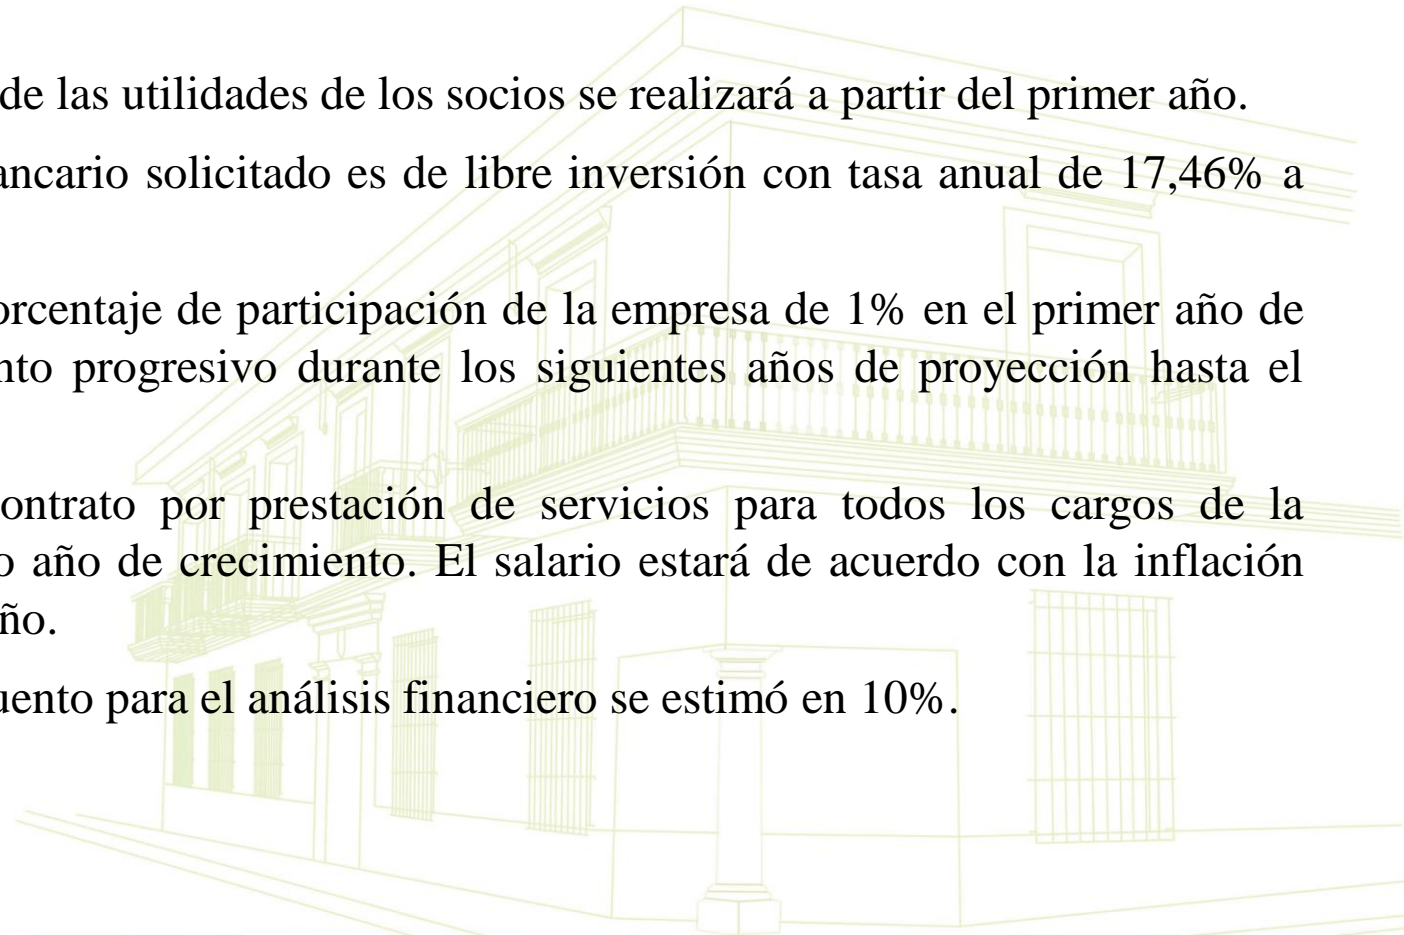 de las utilidades de los socios se realizará a partir del primer año.
ancario solicitado es de libre inversión con tasa anual de 17,46% a
orcentaje de participación de la empresa de 1% en el primer año de
nto progresivo durante los siguientes años de proyección hasta el
ontrato por prestación de servicios para todos los cargos de la
o año de crecimiento. El salario estará de acuerdo con la inflación
ño.
uento para el análisis financiero se estimó en 10%.